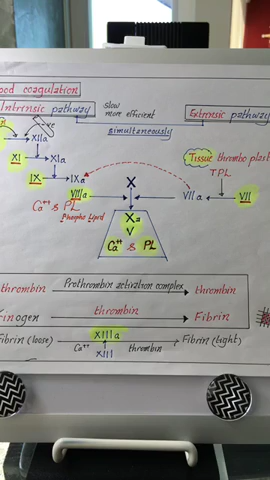 ood coagulation
Intrinsic pathway
slow
more efficient
Extrinsic pathway
simultaneously
XIIa
XI
XIa
IX
IXa
VIIIa
Ca++ & PL
Phospho Lipid
X
Xa
V
Ca++ & PL
Tissue thrombo plast
TPL
VIIa
VII
thrombin
Prothrombin activation complex
thrombin
rinogen
thrombin
Fibrin
Fibrin (loose)
XIIIa
Ca++
thrombin
XIII
Fibrin (tight)